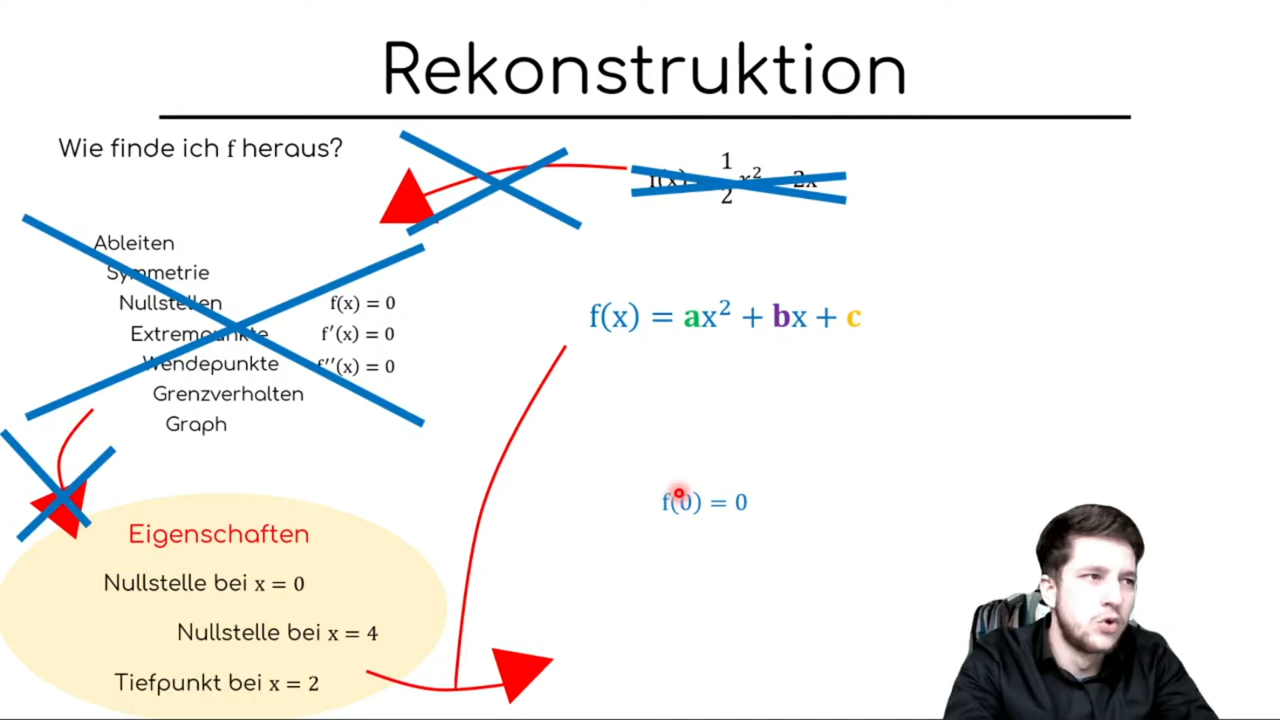 Rekonstruktion
Wie finde ich f heraus?
f(x) = 1/2 x² − 2x
Ableiten
Symmetrie
Nullstellen f(x) = 0
Extrempunkte f′(x) = 0
Wendepunkte f′′(x) = 0
Grenzverhalten
Graph
f(x) = ax² + bx + c
f(0) = 0
Eigenschaften
Nullstelle bei x = 0
Nullstelle bei x = 4
Tiefpunkt bei x = 2